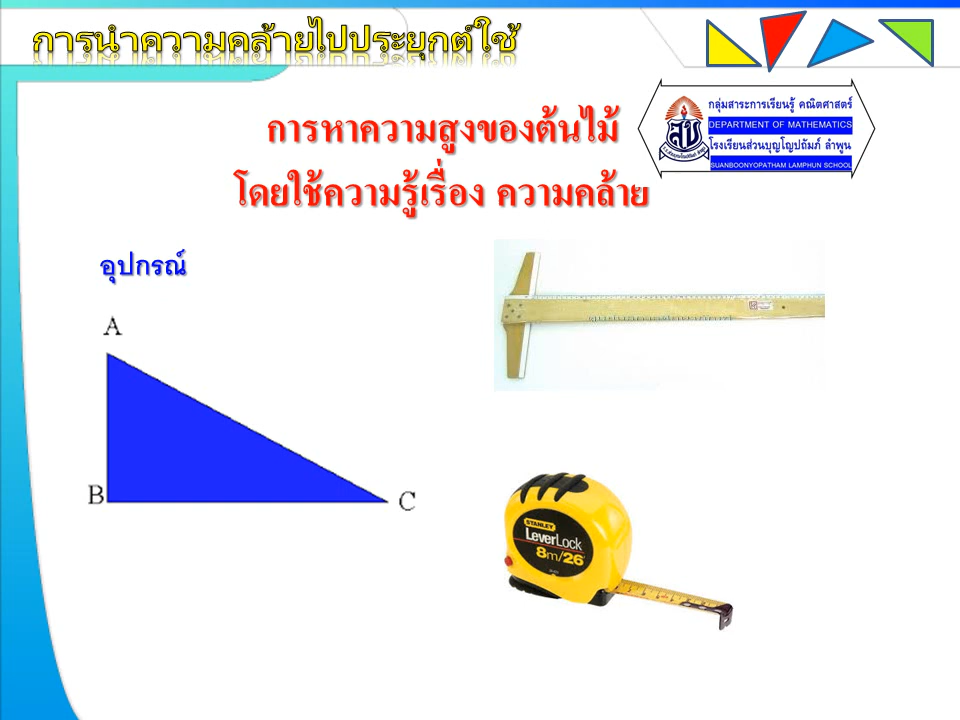 การนำความคล้ายไปประยุกต์ใช้
กลุ่มสาระการเรียนรู้ คณิตศาสตร์
DEPARTMENT OF MATHEMATICS
โรงเรียนส่วนบุญโญปถัมภ์ ลำพูน
SUANBOONYOPATHAM LAMPHUN SCHOOL
การหาความสูงของต้นไม้
โดยใช้ความรู้เรื่อง ความคล้าย
อุปกรณ์
A
B
C
STANLEY
LeverLock
8m/26'